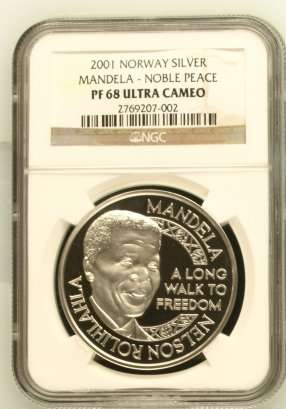 2001 NORWAY SILVER
MANDELA - NOBLE PEACE
PF 68 ULTRA CAMEO
2769207-002
NGC
MANDELA
A LONG
WALK TO
FREEDOM
NELSON ROLIHLAHLA